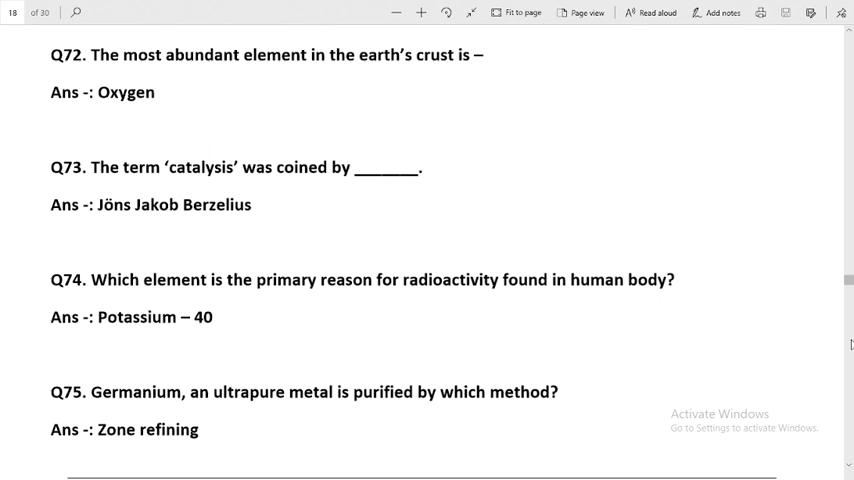 18 of 30 Fit to page Page view Read aloud Add notes
Q72. The most abundant element in the earth’s crust is –
Ans -: Oxygen
Q73. The term ‘catalysis’ was coined by _______.
Ans -: Jöns Jakob Berzelius
Q74. Which element is the primary reason for radioactivity found in human body?
Ans -: Potassium – 40
Q75. Germanium, an ultrapure metal is purified by which method?
Activate Windows
Go to Settings to activate Windows.
Ans -: Zone refining